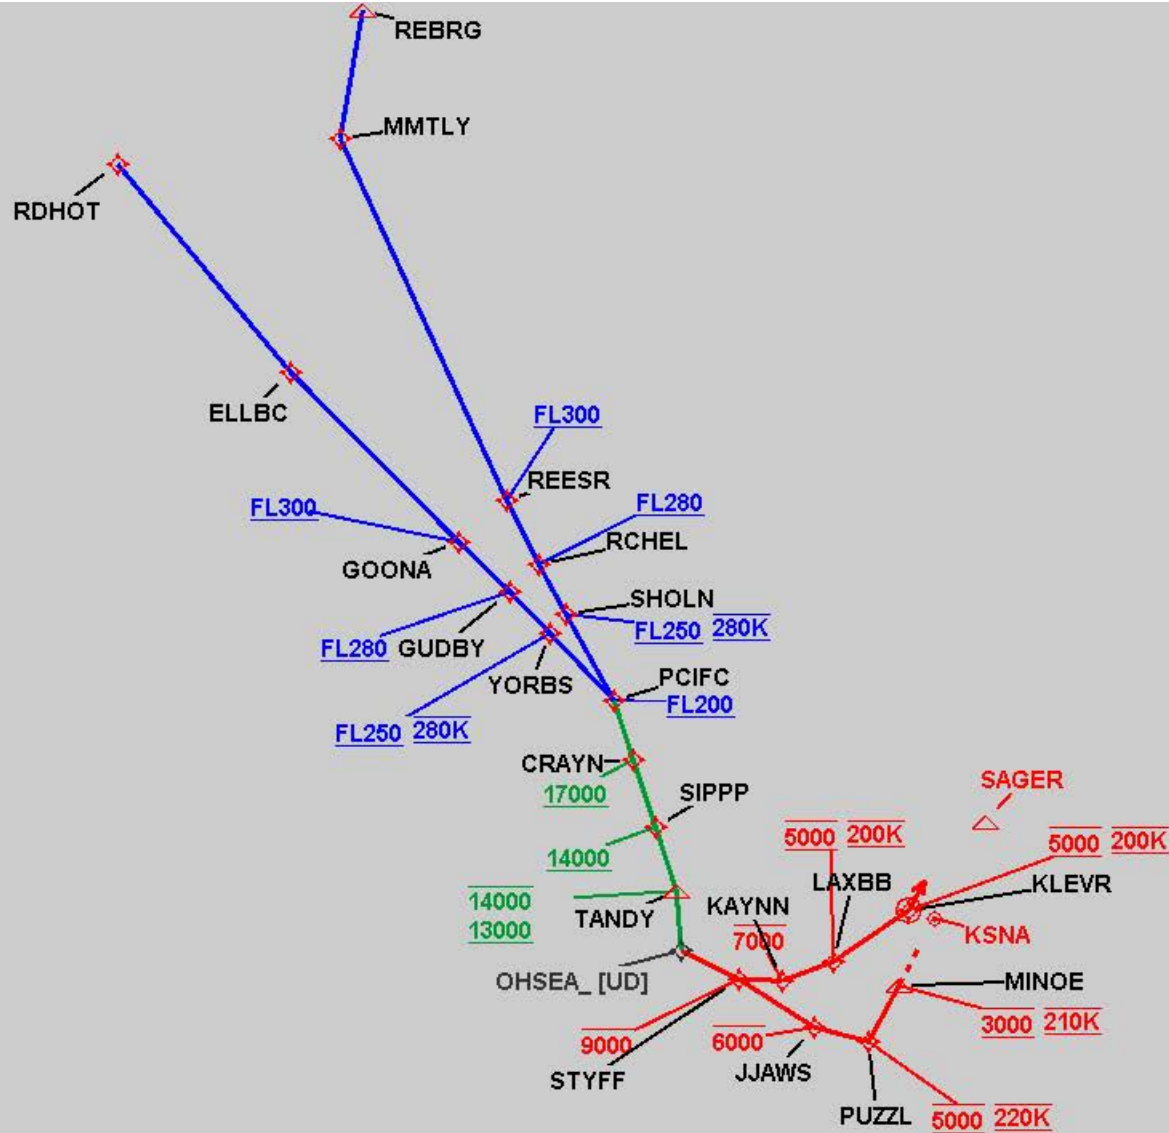 REBRG
MMTLY
RDHOT
ELLBC
FL300
REESR
FL300
FL280
RCHEL
GOONA
SHOLN
FL250 280K
FL280
GUDBY
YORBS
PCIFC
FL200
FL250 280K
CRAYN
17000
SIPPP
SAGER
5000 200K
5000 200K
14000
LAXBB
KLEVR
14000
13000
TANDY
KAYNN
7000
KSNA
OHSEA_ [UD]
MINOE
3000 210K
9000
6000
JJAWS
STYFF
PUZZL
5000 220K